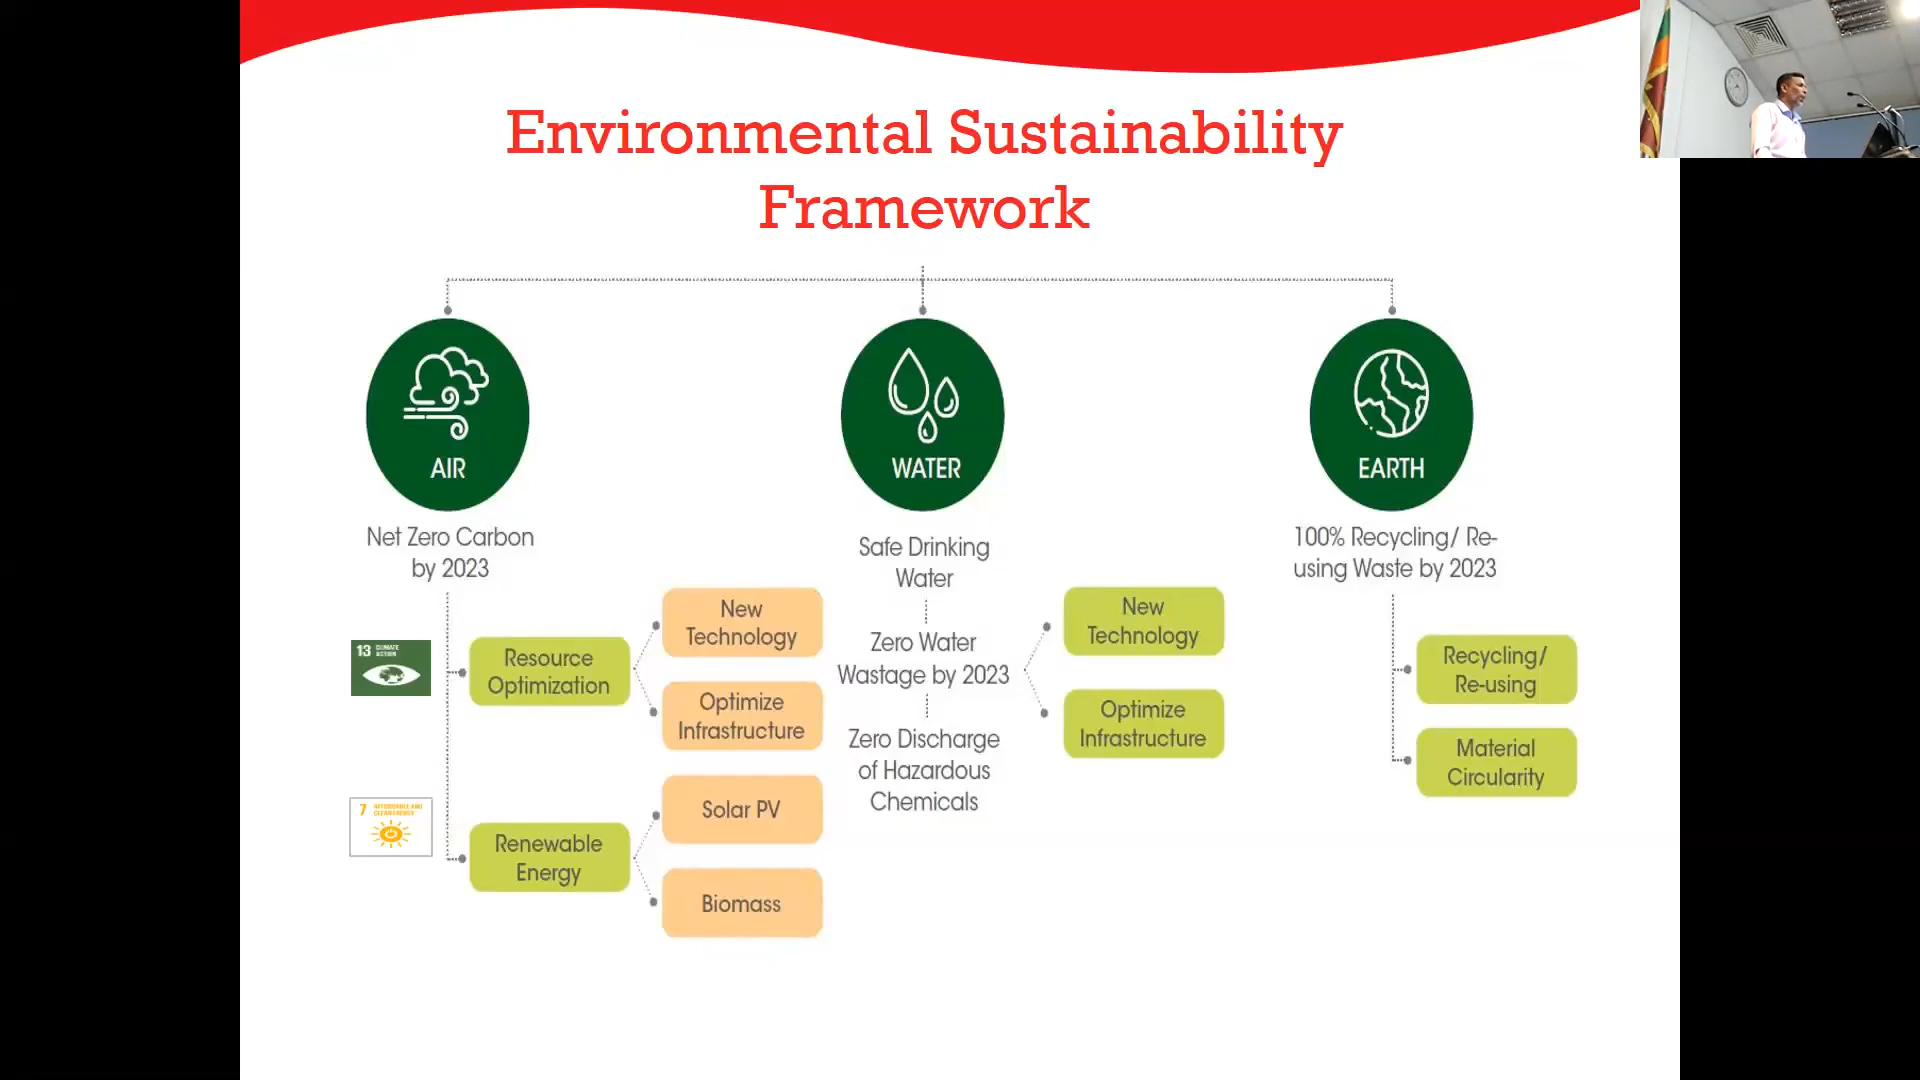 Environmental Sustainability
Framework
AIR
Net Zero Carbon
by 2023
13 CLIMATE
ACTION
Resource
Optimization
New
Technology
Optimize
Infrastructure
7 AFFORDABLE AND
CLEAN ENERGY
Renewable
Energy
Solar PV
Biomass
WATER
Safe Drinking
Water
Zero Water
Wastage by 2023
Zero Discharge
of Hazardous
Chemicals
New
Technology
Optimize
Infrastructure
EARTH
100% Recycling/ Re-
using Waste by 2023
Recycling/
Re-using
Material
Circularity